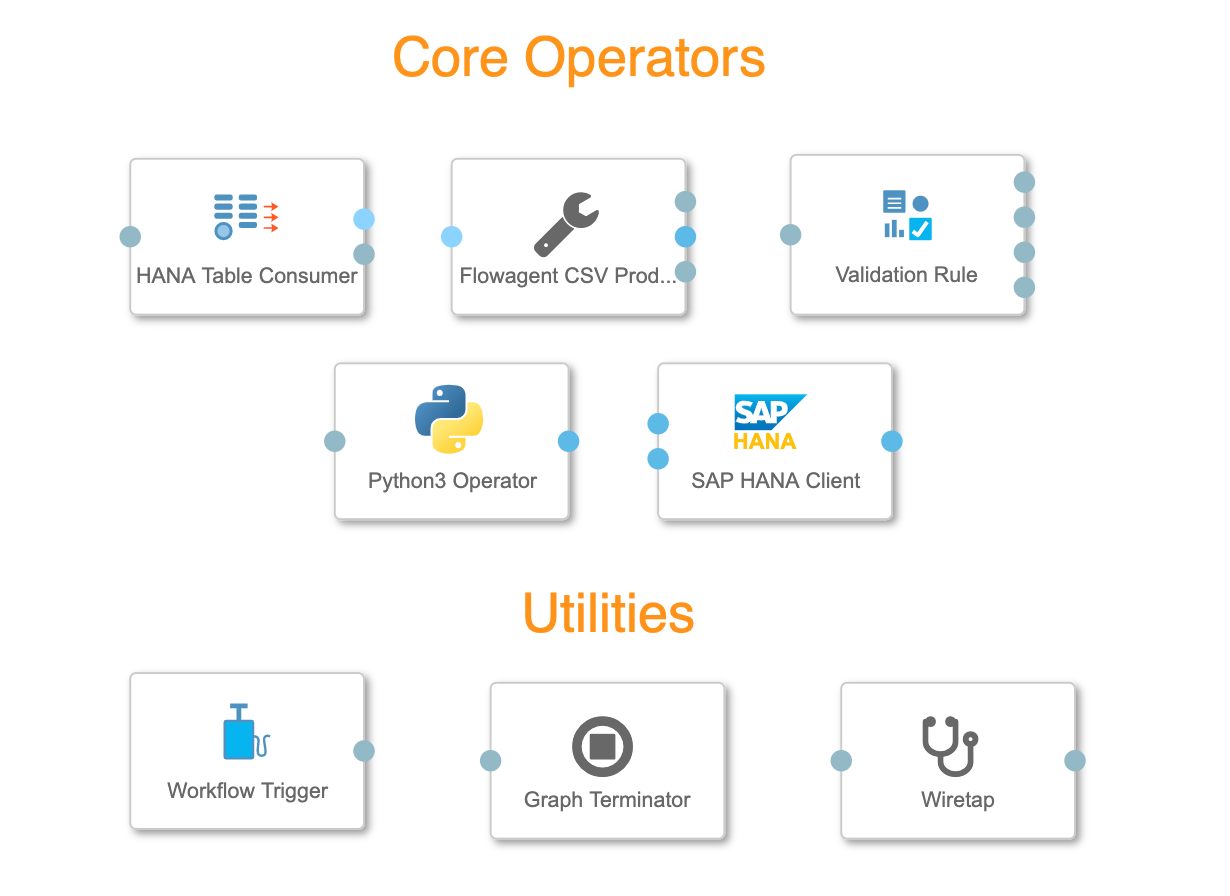 Core Operators
HANA Table Consumer
Flowagent CSV Prod...
Validation Rule
Python3 Operator
SAP
HANA
SAP HANA Client
Utilities
Workflow Trigger
Graph Terminator
Wiretap